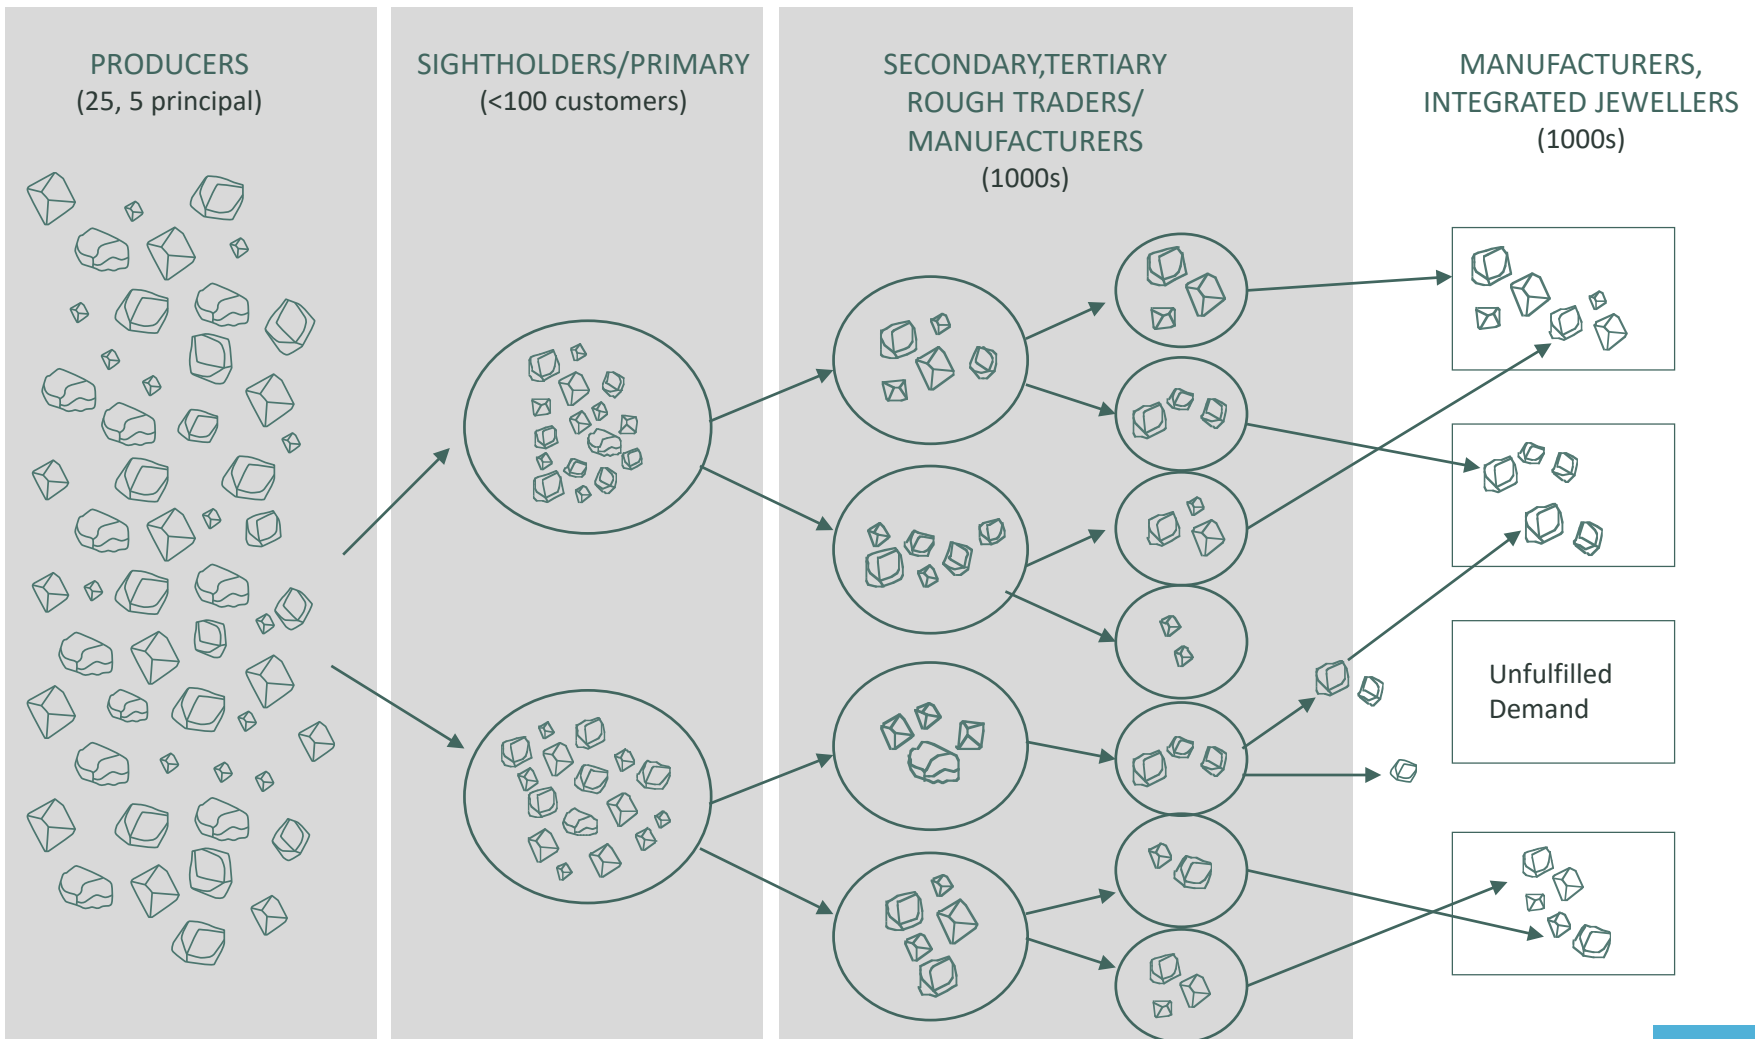 PRODUCERS
(25, 5 principal)
SIGHTHOLDERS/PRIMARY
(<100 customers)
SECONDARY,TERTIARY
ROUGH TRADERS/
MANUFACTURERS
(1000s)
MANUFACTURERS,
INTEGRATED JEWELLERS
(1000s)
Unfulfilled
Demand